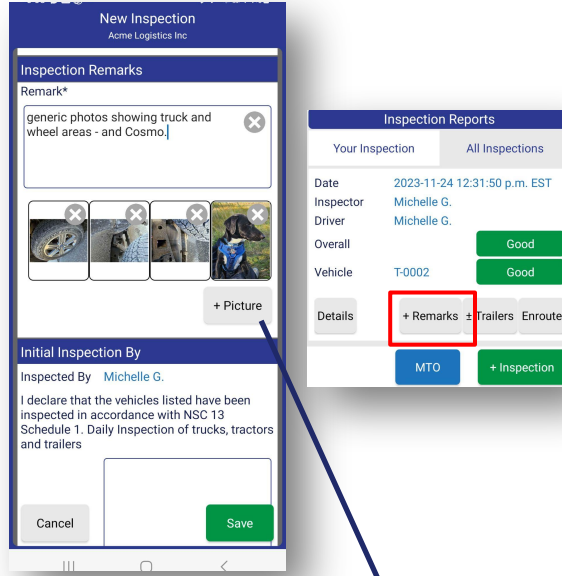 New Inspection
Acme Logistics Inc
Inspection Remarks
Remark*
generic photos showing truck and
wheel areas - and Cosmo.
+ Picture
Initial Inspection By
Inspected By Michelle G.
I declare that the vehicles listed have been
inspected in accordance with NSC 13
Schedule 1. Daily Inspection of trucks, tractors
and trailers
Cancel Save
Inspection Reports
Your Inspection All Inspections
Date 2023-11-24 12:31:50 p.m. EST
Inspector Michelle G.
Driver Michelle G.
Overall Good
Vehicle T-0002 Good
Details + Remarks ± Trailers Enroute
MTO + Inspection